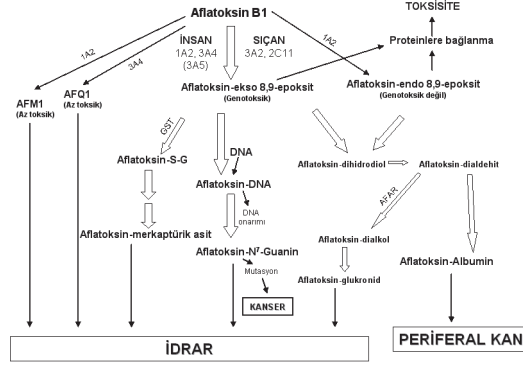 TOKSİSİTE
Aflatoksin B1
İNSAN
SIÇAN
1A2
1A2, 3A4
3A2, 2C11
(3A5)
Proteinlere bağlanma
1A2
3A4
Aflatoksin-ekso 8,9-epoksit
(Genotoksik)
Aflatoksin-endo 8,9-epoksit
(Genotoksik değil)
AFM1
(Az toksik)
AFQ1
(Az toksik)
GST
DNA
Aflatoksin-S-G
Aflatoksin-dihidrodiol
Aflatoksin-dialdehit
Aflatoksin-DNA
AFAR
DNA
onarımı
Aflatoksin-merkaptürik asit
Aflatoksin-dialkol
Aflatoksin-N7-Guanin
Aflatoksin-Albumin
Mutasyon
Aflatoksin-glukronid
KANSER
İDRAR
PERİFERAL KAN